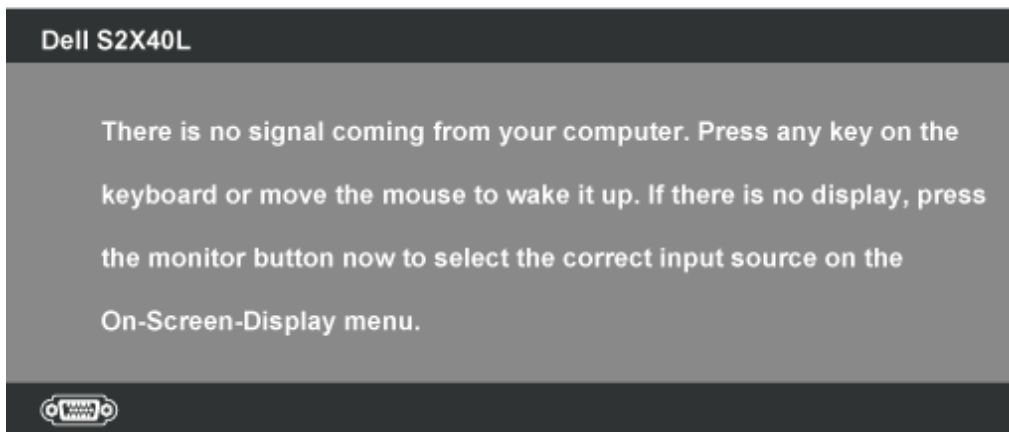 Dell S2X40L
There is no signal coming from your computer. Press any key on the
keyboard or move the mouse to wake it up. If there is no display, press
the monitor button now to select the correct input source on the
On-Screen-Display menu.